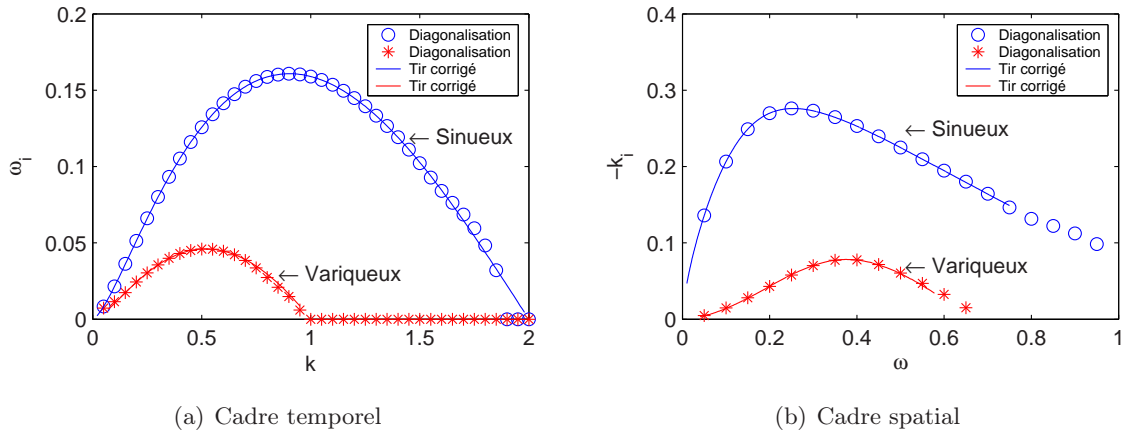 0.2
0.15
0.1
0.05
0
ω_i
0 0.5 1 1.5 2
k
Diagonalisation
Diagonalisation
Tir corrigé
Tir corrigé
← Sinueux
← Variqueux
(a) Cadre temporel
0.4
0.3
0.2
0.1
0
−k_i
0 0.2 0.4 0.6 0.8 1
ω
Diagonalisation
Diagonalisation
Tir corrigé
Tir corrigé
← Sinueux
← Variqueux
(b) Cadre spatial